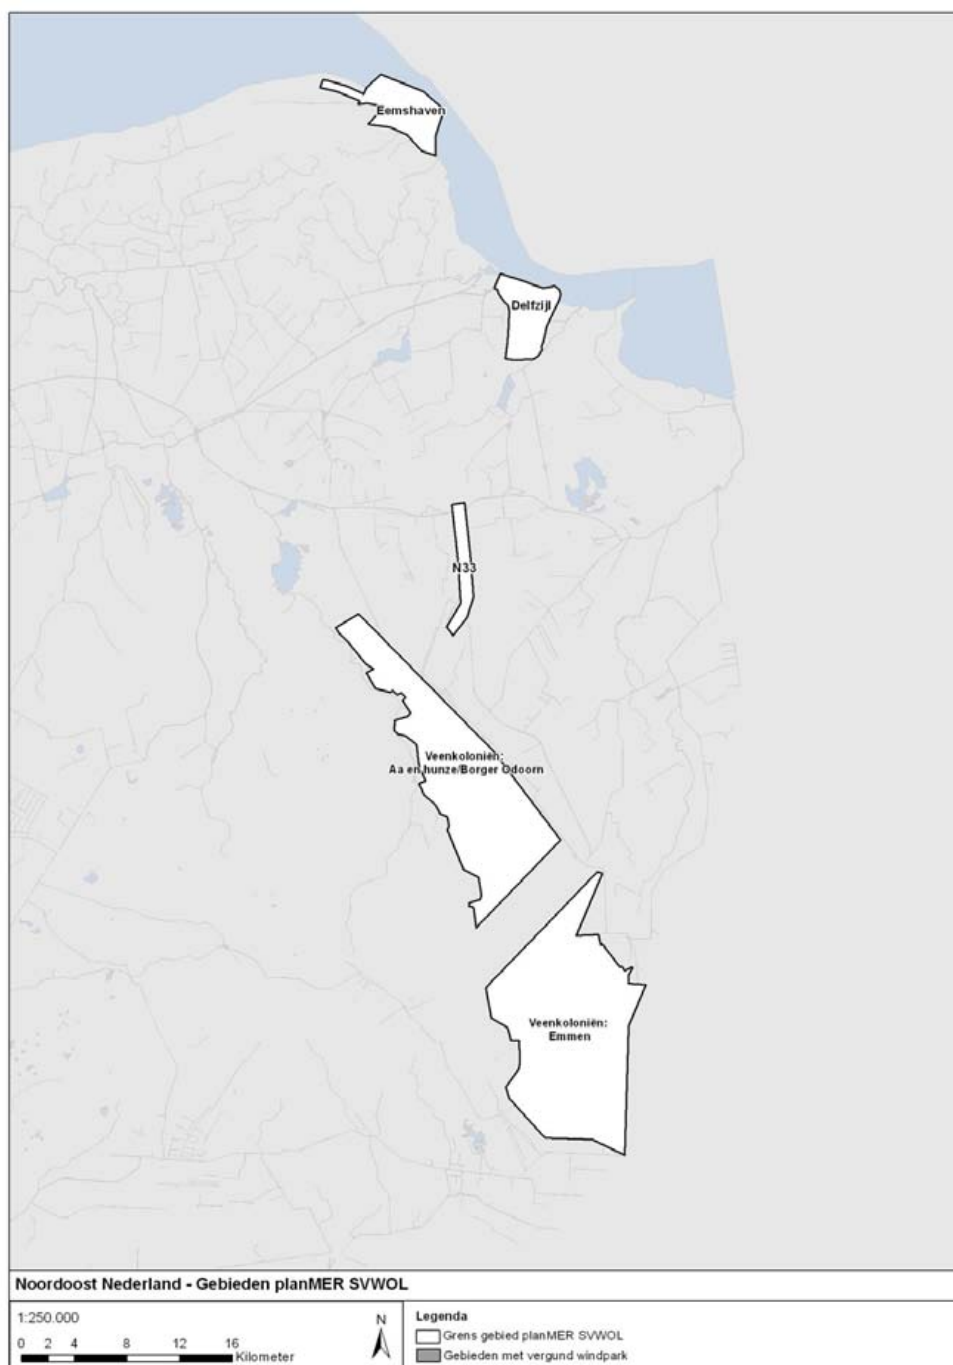 Eemshaven
Delfzijl
N33
Veenkoloniën:
Aa en hunze/Borger Odoorn
Veenkoloniën:
Emmen
Noordoost Nederland - Gebieden planMER SVWOL
1:250.000
N
0 2 4 8 12 16
Kilometer
Legenda
Grens gebied planMER SVWOL
Gebieden met vergund windpark